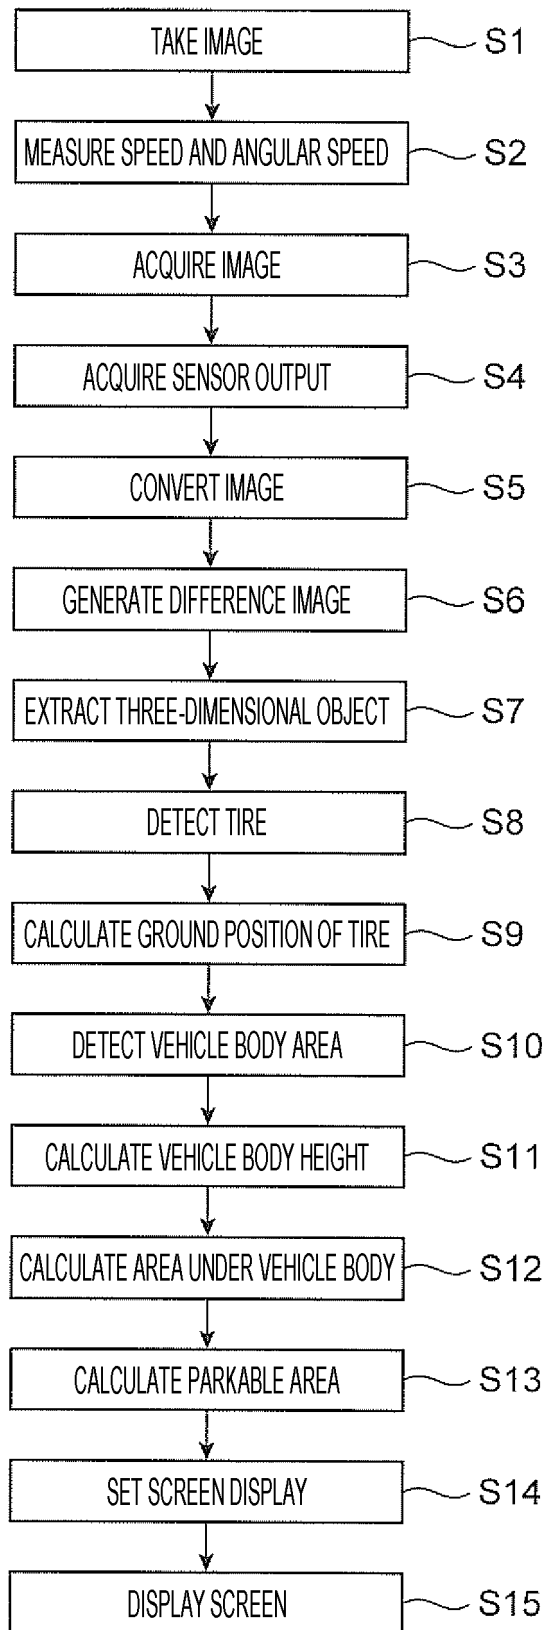 TAKE IMAGE S1
MEASURE SPEED AND ANGULAR SPEED S2
ACQUIRE IMAGE S3
ACQUIRE SENSOR OUTPUT S4
CONVERT IMAGE S5
GENERATE DIFFERENCE IMAGE S6
EXTRACT THREE-DIMENSIONAL OBJECT S7
DETECT TIRE S8
CALCULATE GROUND POSITION OF TIRE S9
DETECT VEHICLE BODY AREA S10
CALCULATE VEHICLE BODY HEIGHT S11
CALCULATE AREA UNDER VEHICLE BODY S12
CALCULATE PARKABLE AREA S13
SET SCREEN DISPLAY S14
DISPLAY SCREEN S15